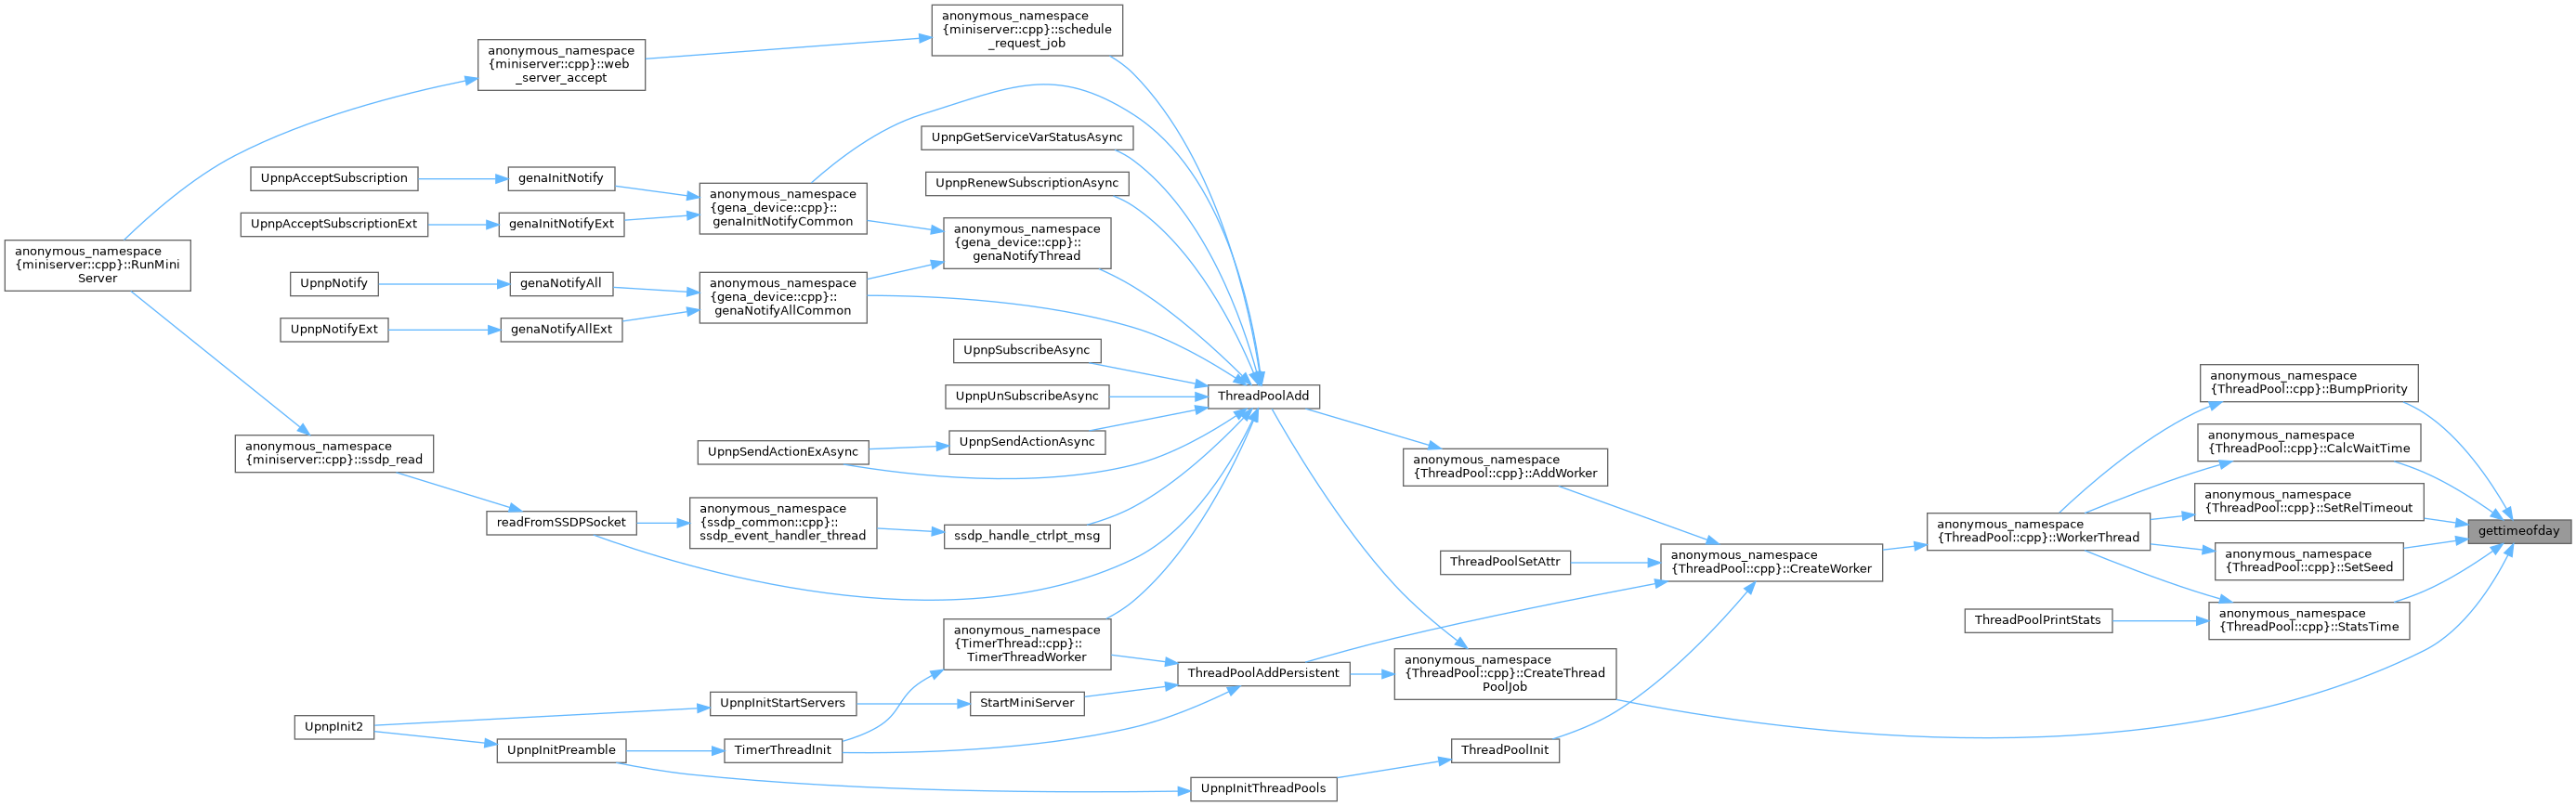 anonymous_namespace
{miniserver::cpp}::schedule
_request_job
anonymous_namespace
{miniserver::cpp}::web
_server_accept
UpnpGetServiceVarStatusAsync
UpnpAcceptSubscription
genaInitNotify
UpnpRenewSubscriptionAsync
anonymous_namespace
{gena_device::cpp}::
genaInitNotifyCommon
UpnpAcceptSubscriptionExt
genaInitNotifyExt
anonymous_namespace
{gena_device::cpp}::
genaNotifyThread
anonymous_namespace
{miniserver::cpp}::RunMini
Server
UpnpNotify
genaNotifyAll
anonymous_namespace
{gena_device::cpp}::
genaNotifyAllCommon
UpnpNotifyExt
genaNotifyAllExt
UpnpSubscribeAsync
UpnpUnSubscribeAsync
ThreadPoolAdd
anonymous_namespace
{ThreadPool::cpp}::BumpPriority
UpnpSendActionExAsync
UpnpSendActionAsync
anonymous_namespace
{miniserver::cpp}::ssdp_read
anonymous_namespace
{ThreadPool::cpp}::AddWorker
anonymous_namespace
{ThreadPool::cpp}::CalcWaitTime
anonymous_namespace
{ThreadPool::cpp}::SetRelTimeout
readFromSSDPSocket
anonymous_namespace
{ssdp_common::cpp}::
ssdp_event_handler_thread
ssdp_handle_ctrlpt_msg
anonymous_namespace
{ThreadPool::cpp}::WorkerThread
gettimeofday
ThreadPoolSetAttr
anonymous_namespace
{ThreadPool::cpp}::CreateWorker
anonymous_namespace
{ThreadPool::cpp}::SetSeed
ThreadPoolPrintStats
anonymous_namespace
{ThreadPool::cpp}::StatsTime
anonymous_namespace
{TimerThread::cpp}::
TimerThreadWorker
ThreadPoolAddPersistent
anonymous_namespace
{ThreadPool::cpp}::CreateThread
PoolJob
UpnpInitStartServers
StartMiniServer
UpnpInit2
UpnpInitPreamble
TimerThreadInit
ThreadPoolInit
UpnpInitThreadPools